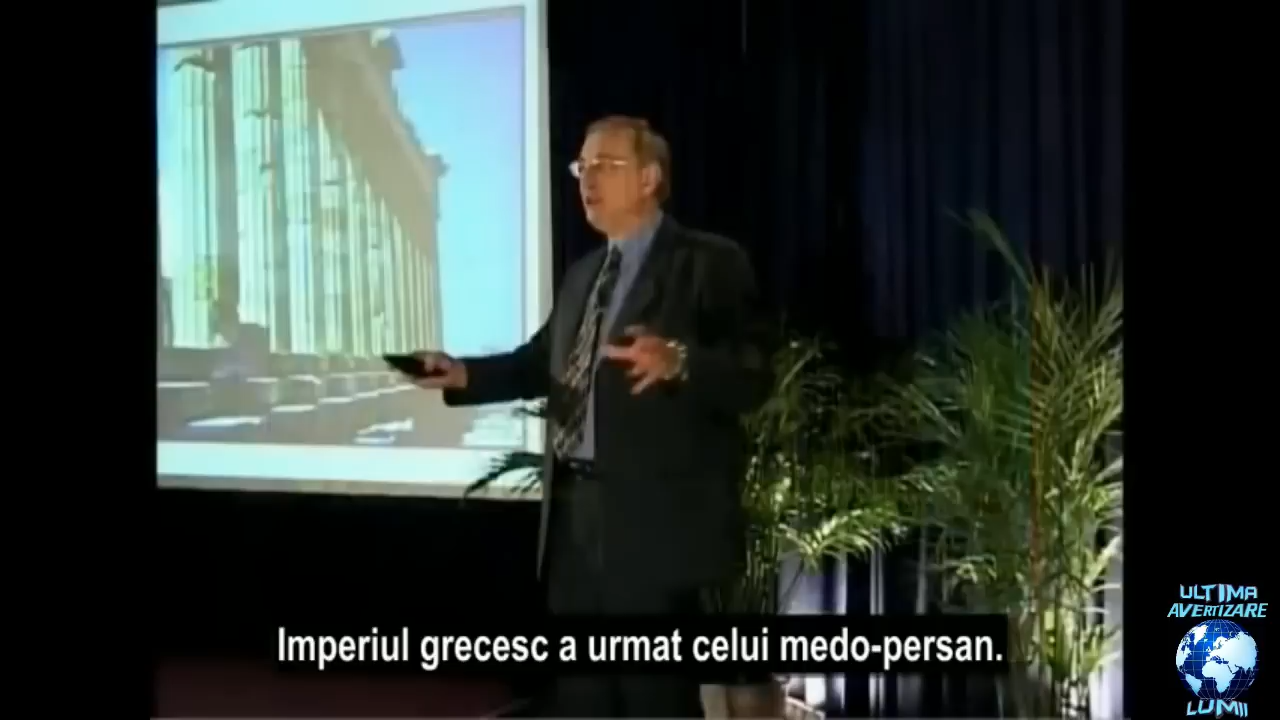 Imperiul grecesc a urmat celui medo-persan.
ULTIMA
AVERTIZARE
LUMII